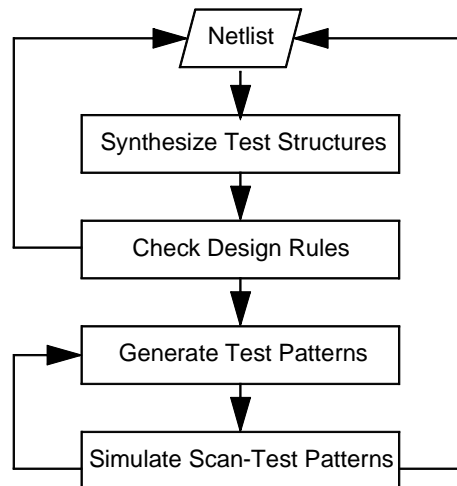 Netlist
Synthesize Test Structures
Check Design Rules
Generate Test Patterns
Simulate Scan-Test Patterns